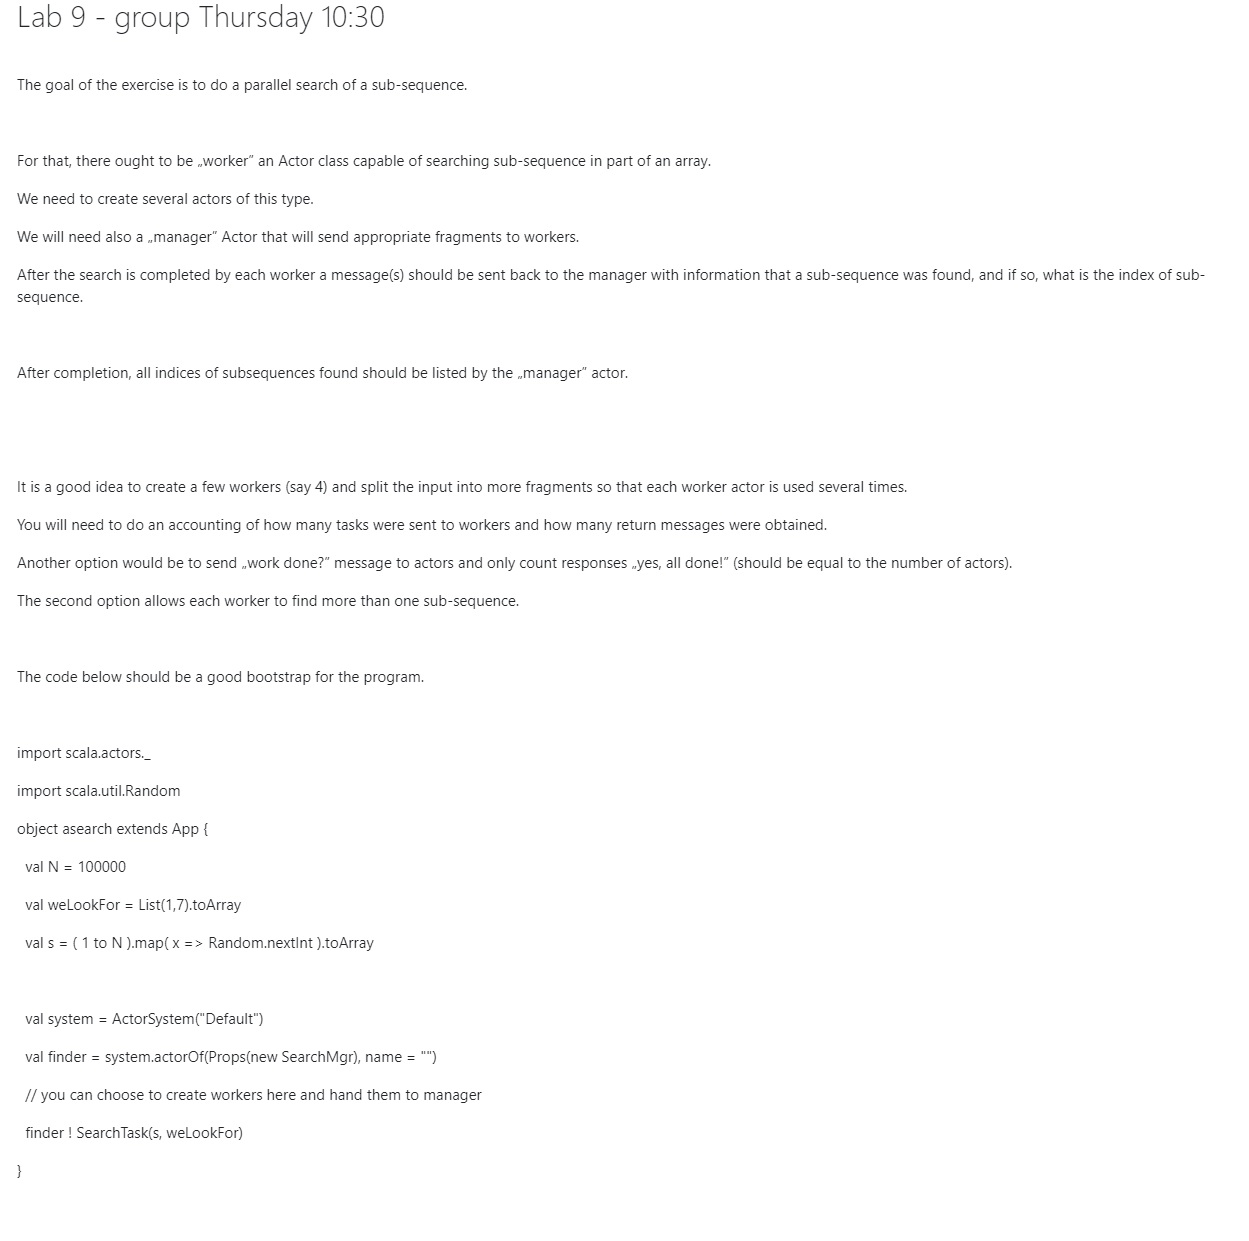 Lab 9 - group Thursday 10:30
The goal of the exercise is to do a parallel search of a sub-sequence.
For that, there ought to be „worker” an Actor class capable of searching sub-sequence in part of an array.
We need to create several actors of this type.
We will need also a „manager” Actor that will send appropriate fragments to workers.
After the search is completed by each worker a message(s) should be sent back to the manager with information that a sub-sequence was found, and if so, what is the index of sub-
sequence.
After completion, all indices of subsequences found should be listed by the „manager” actor.
It is a good idea to create a few workers (say 4) and split the input into more fragments so that each worker actor is used several times.
You will need to do an accounting of how many tasks were sent to workers and how many return messages were obtained.
Another option would be to send „work done?” message to actors and only count responses „yes, all done!” (should be equal to the number of actors).
The second option allows each worker to find more than one sub-sequence.
The code below should be a good bootstrap for the program.
import scala.actors._
import scala.util.Random
object asearch extends App {
  val N = 100000
  val weLookFor = List(1,7).toArray
  val s = ( 1 to N ).map( x => Random.nextInt ).toArray
  val system = ActorSystem("Default")
  val finder = system.actorOf(Props(new SearchMgr), name = "")
  // you can choose to create workers here and hand them to manager
  finder ! SearchTask(s, weLookFor)
}